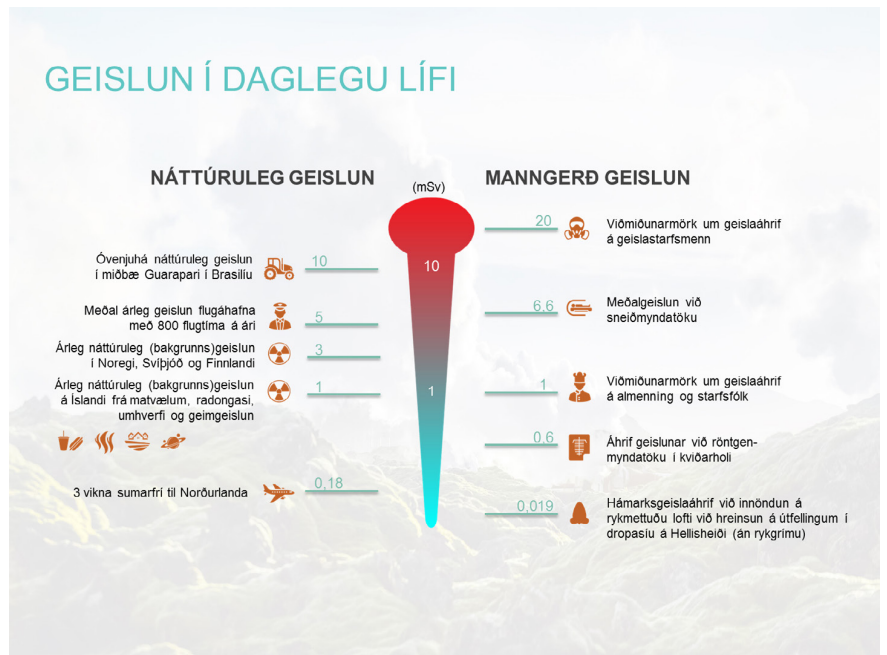 GEISLUN Í DAGLEGU LÍFI
NÁTTÚRULEG GEISLUN
(mSv)
MANNGERÐ GEISLUN
10
1
Óvenjuhá náttúruleg geislun
í miðbæ Guarapari í Brasilíu
10
Meðal árleg geislun flugáhafna
með 800 flugtíma á ári
5
Árleg náttúruleg (bakgrunns)geislun
í Noregi, Svíþjóð og Finnlandi
3
Árleg náttúruleg (bakgrunns)geislun
á Íslandi frá matvælum, radongasi,
umhverfi og geimgeislun
1
3 vikna sumarfrí til Norðurlanda
0,18
20
Viðmiðunarmörk um geislaáhrif
á geislastarfsmenn
6,6
Meðalgeislun við
sneiðmyndatöku
1
Viðmiðunarmörk um geislaáhrif
á almenning og starfsfólk
0,6
Áhrif geislunar við röntgen-
myndatöku í kviðarholi
0,019
Hámarksgeislaáhrif við innöndun á
rykmettuðu lofti við hreinsun á útfellingum í
dropasíu á Hellisheiði (án rykgrímu)